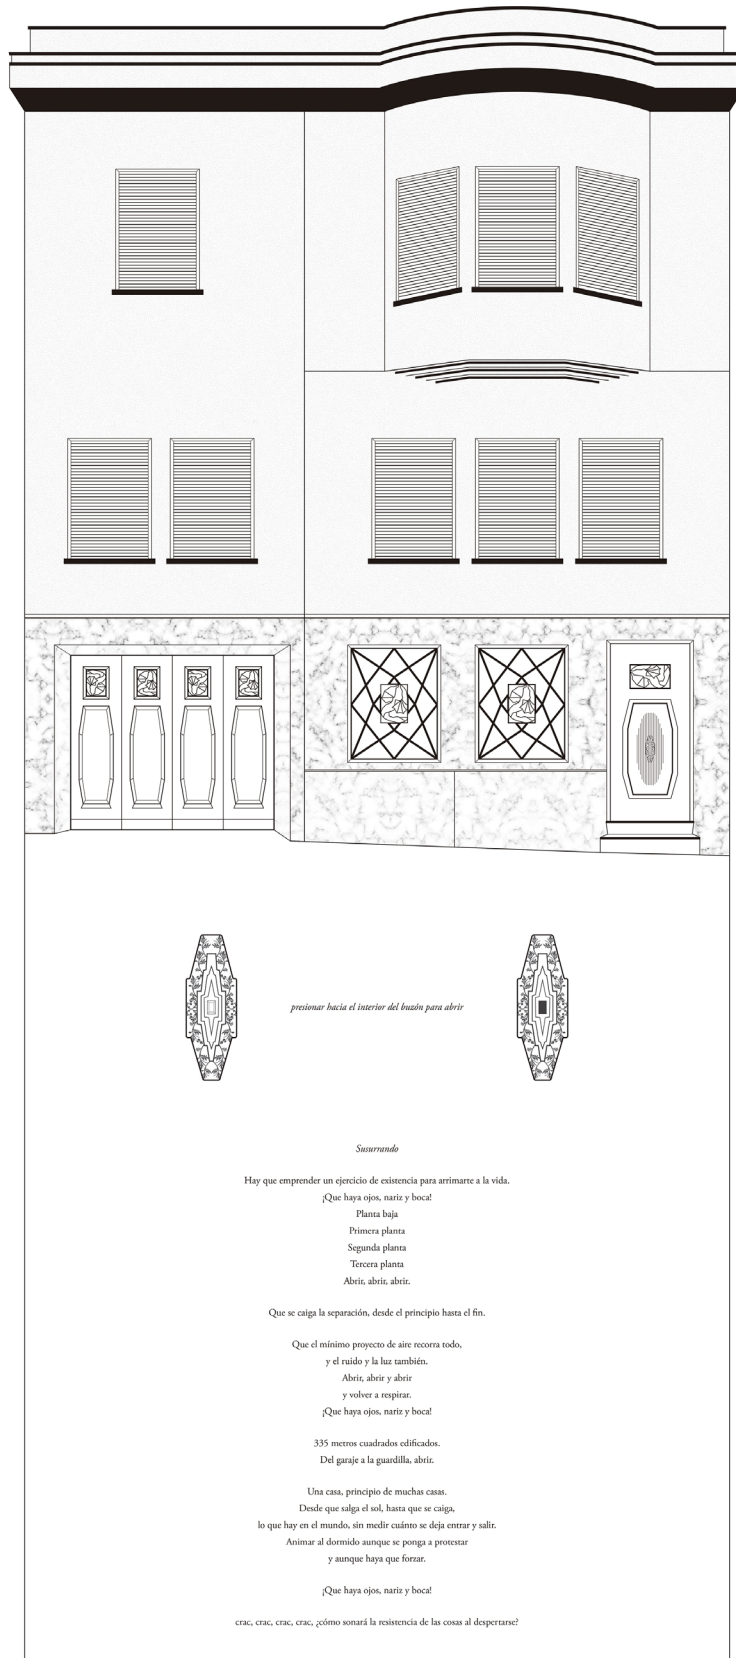 presionar hacia el interior del buzón para abrir
Susurrando
Hay que emprender un ejercicio de existencia para arrimarte a la vida.
¡Que haya ojos, nariz y boca!
Planta baja
Primera planta
Segunda planta
Tercera planta
Abrir, abrir, abrir.
Que se caiga la separación, desde el principio hasta el fin.
Que el mínimo proyecto de aire recorra todo,
y el ruido y la luz también.
Abrir, abrir y abrir
y volver a respirar.
¡Que haya ojos, nariz y boca!
335 metros cuadrados edificados.
Del garaje a la guardilla, abrir.
Una casa, principio de muchas casas.
Desde que salga el sol, hasta que se caiga,
lo que hay en el mundo, sin medir cuánto se deja entrar y salir.
Animar al dormido aunque se ponga a protestar
y aunque haya que forzar.
¡Que haya ojos, nariz y boca!
crac, crac, crac, crac, ¿cómo sonará la resistencia de las cosas al despertarse?